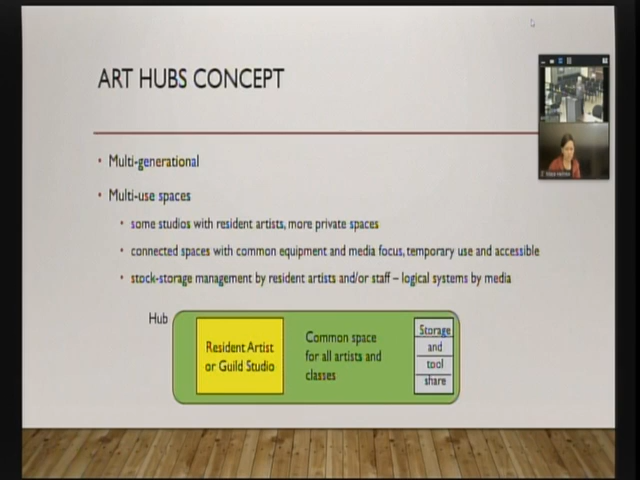 ART HUBS CONCEPT
• Multi-generational
• Multi-use spaces
• some studios with resident artists, more private spaces
• connected spaces with common equipment and media focus, temporary use and accessible
• stock-storage management by resident artists and/or staff – logical systems by media
Hub
Resident Artist
or Guild Studio
Common space
for all artists and
classes
Storage
and
tool
share